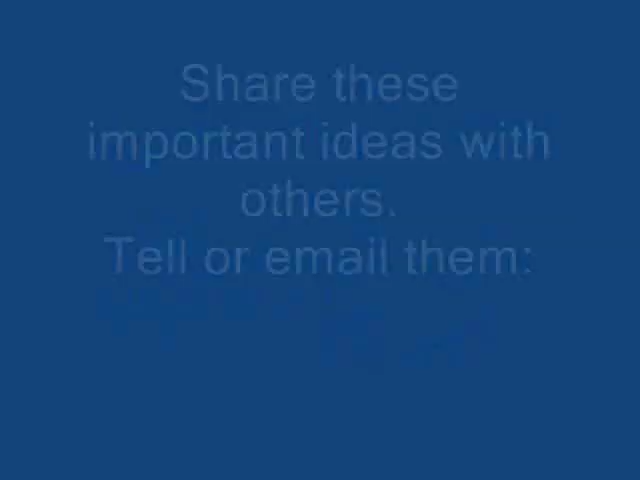 Share these
important ideas with
others.
Tell or email them: